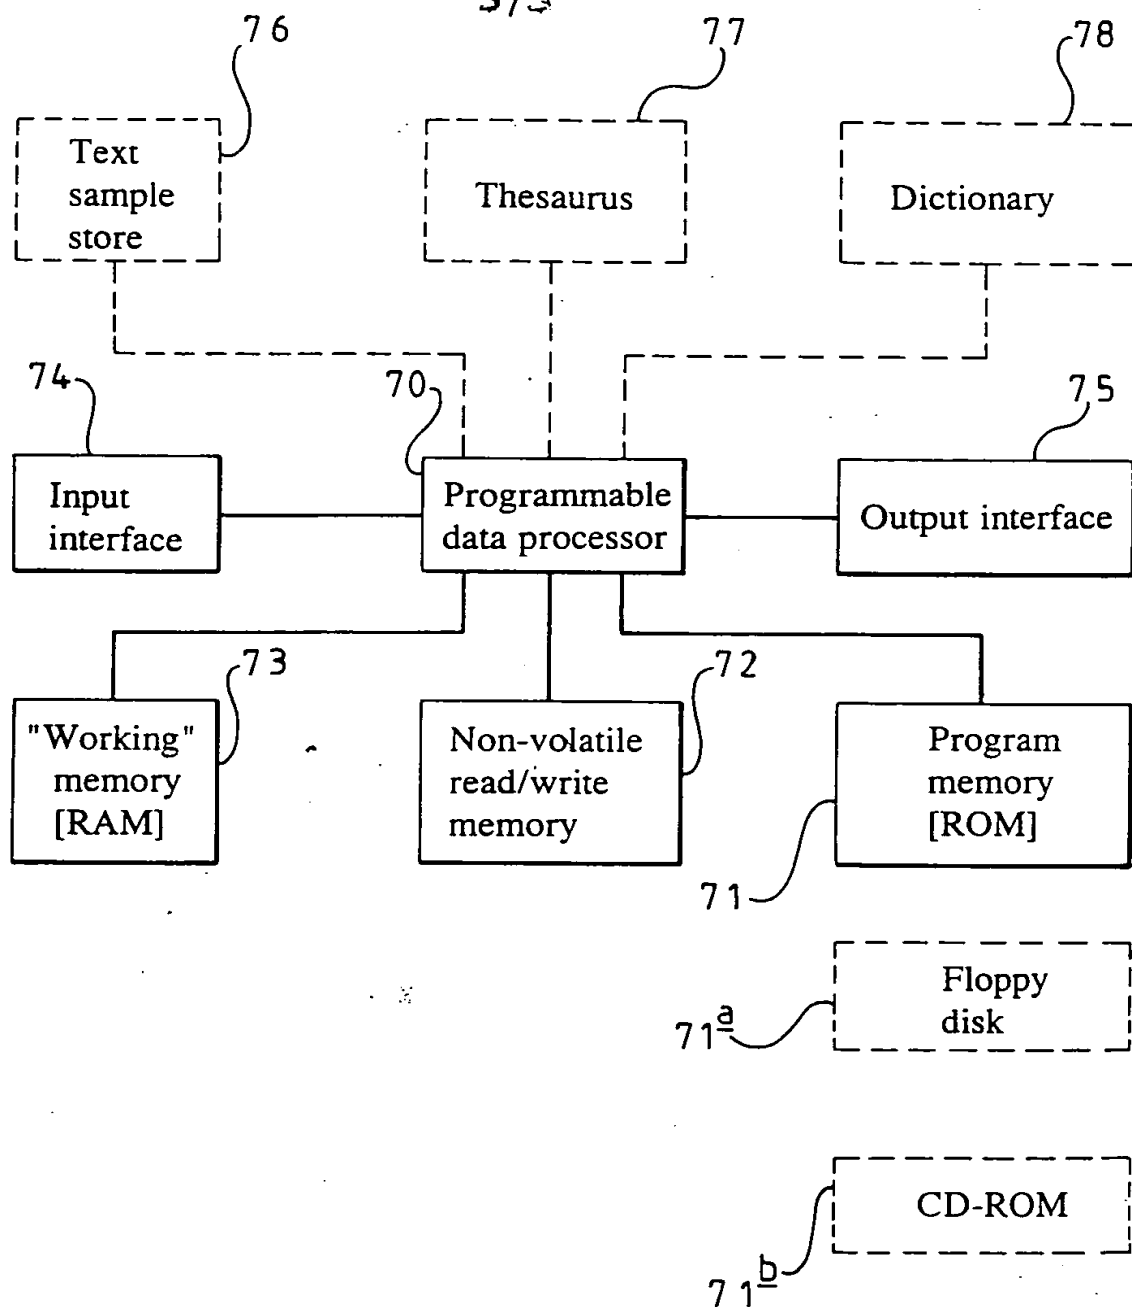 76
77
78
Text
sample
store
Thesaurus
Dictionary
74
70
75
Input
interface
Programmable
data processor
Output interface
73
72
"Working"
memory
[RAM]
Non-volatile
read/write
memory
Program
memory
[ROM]
71
Floppy
disk
71a
CD-ROM
71b